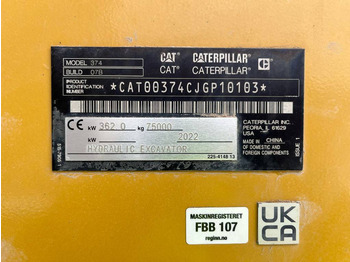 CAT CATERPILLAR C
MODEL 374
BUILD 07B
CAT® CATERPILLAR®
PRODUCT IDENTIFICATION NUMBER
*CAT00374CJGP10103*
kW 362 0 kg 75000
kW 2022
HYDRAULIC EXCAVATOR
225-4148 13
CATERPILLAR INC.
PEORIA, IL 61629
USA
MADE IN CHINA
OF DOMESTIC AND
FOREIGN COMPONENTS
ISSUE 1
MASKINREGISTERET
FBB 107
reginn.no
UK
CA